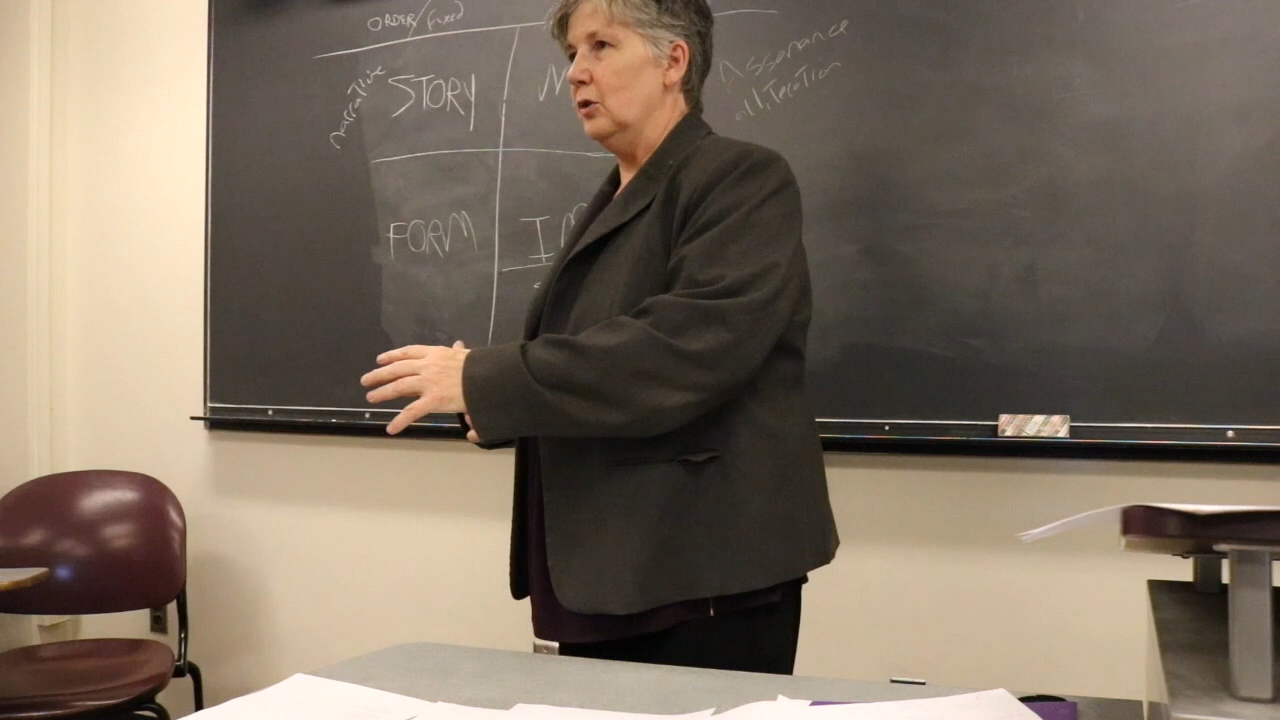 ORDER/fixed
narrative
STORY
Assonance
alliteration
FORM